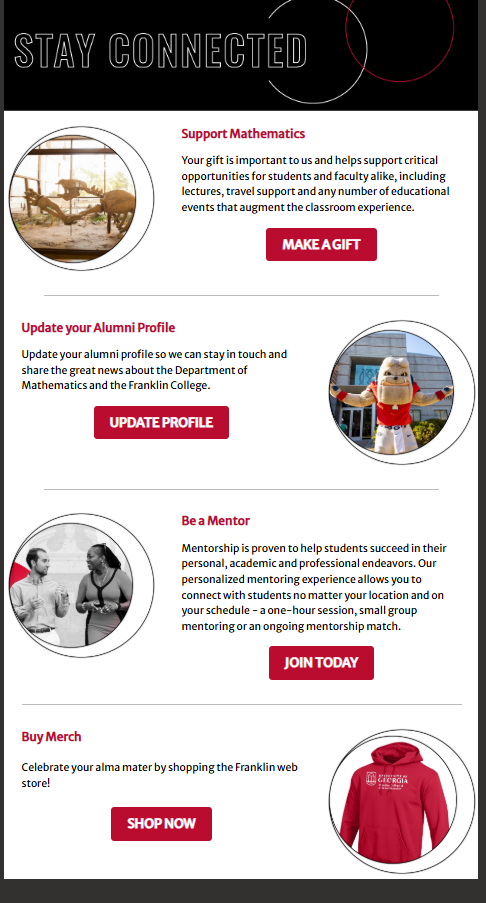 STAY CONNECTED
Support Mathematics
Your gift is important to us and helps support critical
opportunities for students and faculty alike, including
lectures, travel support and any number of educational
events that augment the classroom experience.
MAKE A GIFT
Update your Alumni Profile
Update your alumni profile so we can stay in touch and
share the great news about the Department of
Mathematics and the Franklin College.
UPDATE PROFILE
Be a Mentor
Mentorship is proven to help students succeed in their
personal, academic and professional endeavors. Our
personalized mentoring experience allows you to
connect with students no matter your location and on
your schedule - a one-hour session, small group
mentoring or an ongoing mentorship match.
JOIN TODAY
Buy Merch
Celebrate your alma mater by shopping the Franklin web
store!
SHOP NOW
UNIVERSITY OF
GEORGIA